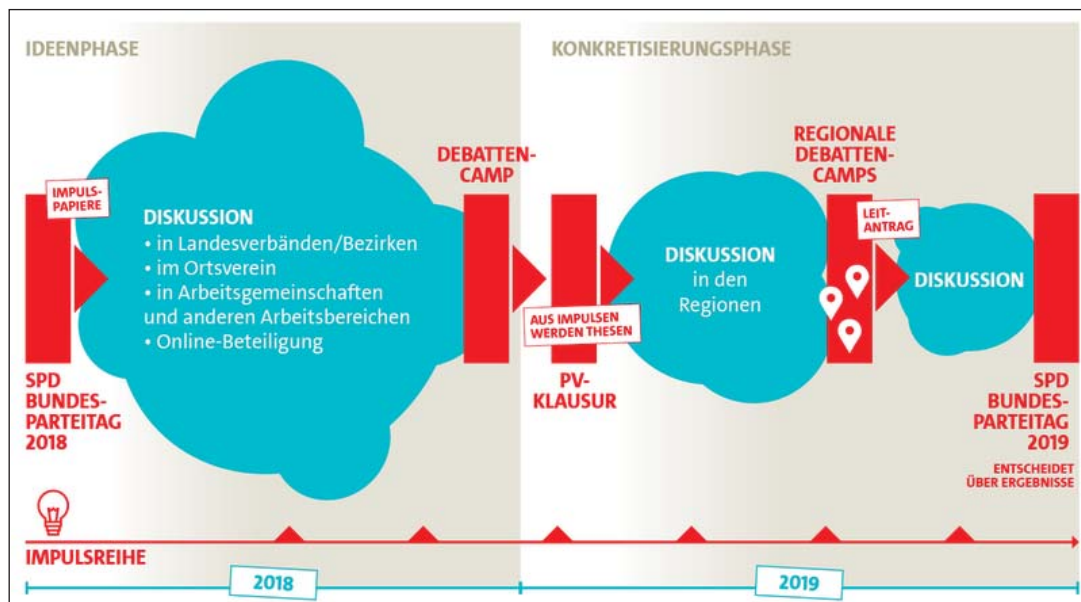 IDEENPHASE
KONKRETISIERUNGSPHASE
IMPULS-
PAPIERE
DISKUSSION
• in Landesverbänden/Bezirken
• im Ortsverein
• in Arbeitsgemeinschaften
und anderen Arbeitsbereichen
• Online-Beteiligung
DEBATTEN-
CAMP
AUS IMPULSEN
WERDEN THESEN
DISKUSSION
in den
Regionen
REGIONALE
DEBATTEN-
CAMPS
LEIT-
ANTRAG
DISKUSSION
SPD
BUNDES-
PARTEITAG
2018
PV-
KLAUSUR
SPD
BUNDES-
PARTEITAG
2019
ENTSCHEIDET
ÜBER ERGEBNISSE
IMPULSREIHE
2018
2019